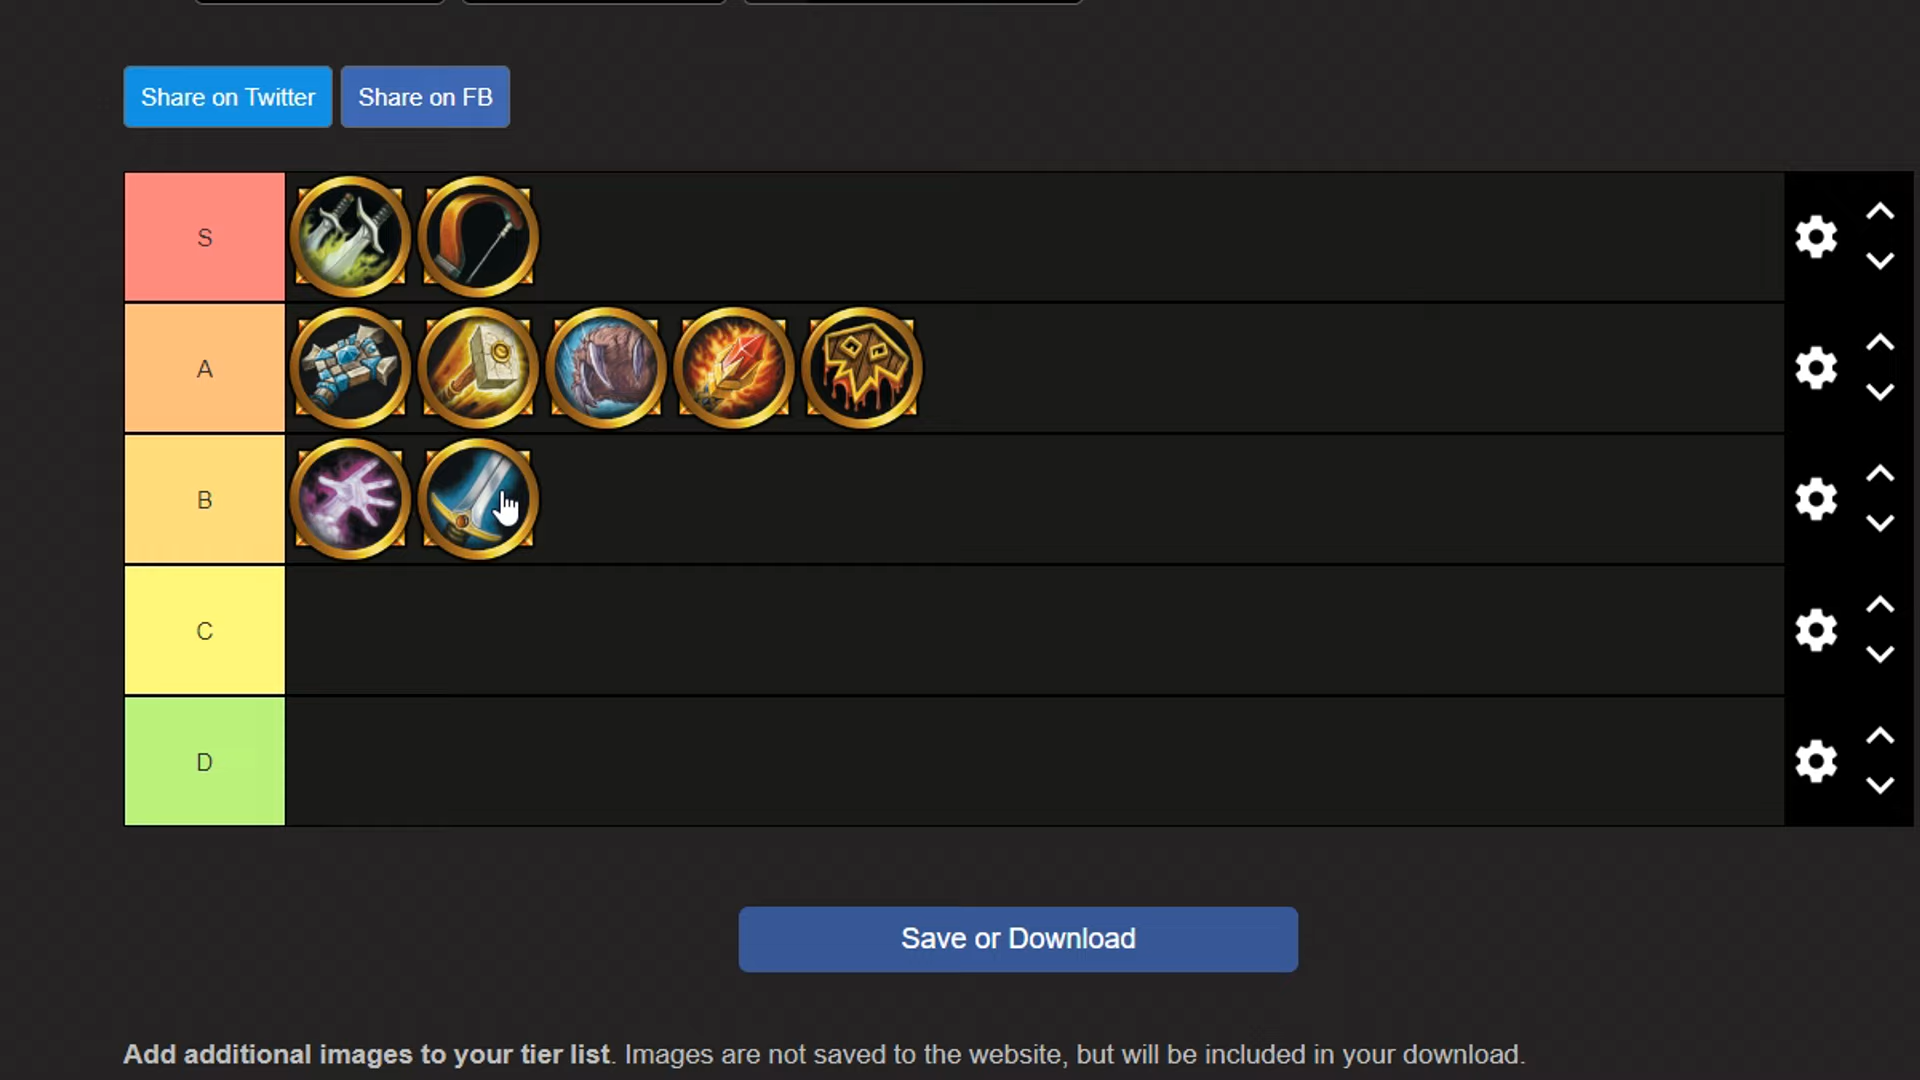 Share on Twitter
Share on FB
S
A
B
C
D
Save or Download
Add additional images to your tier list. Images are not saved to the website, but will be included in your download.